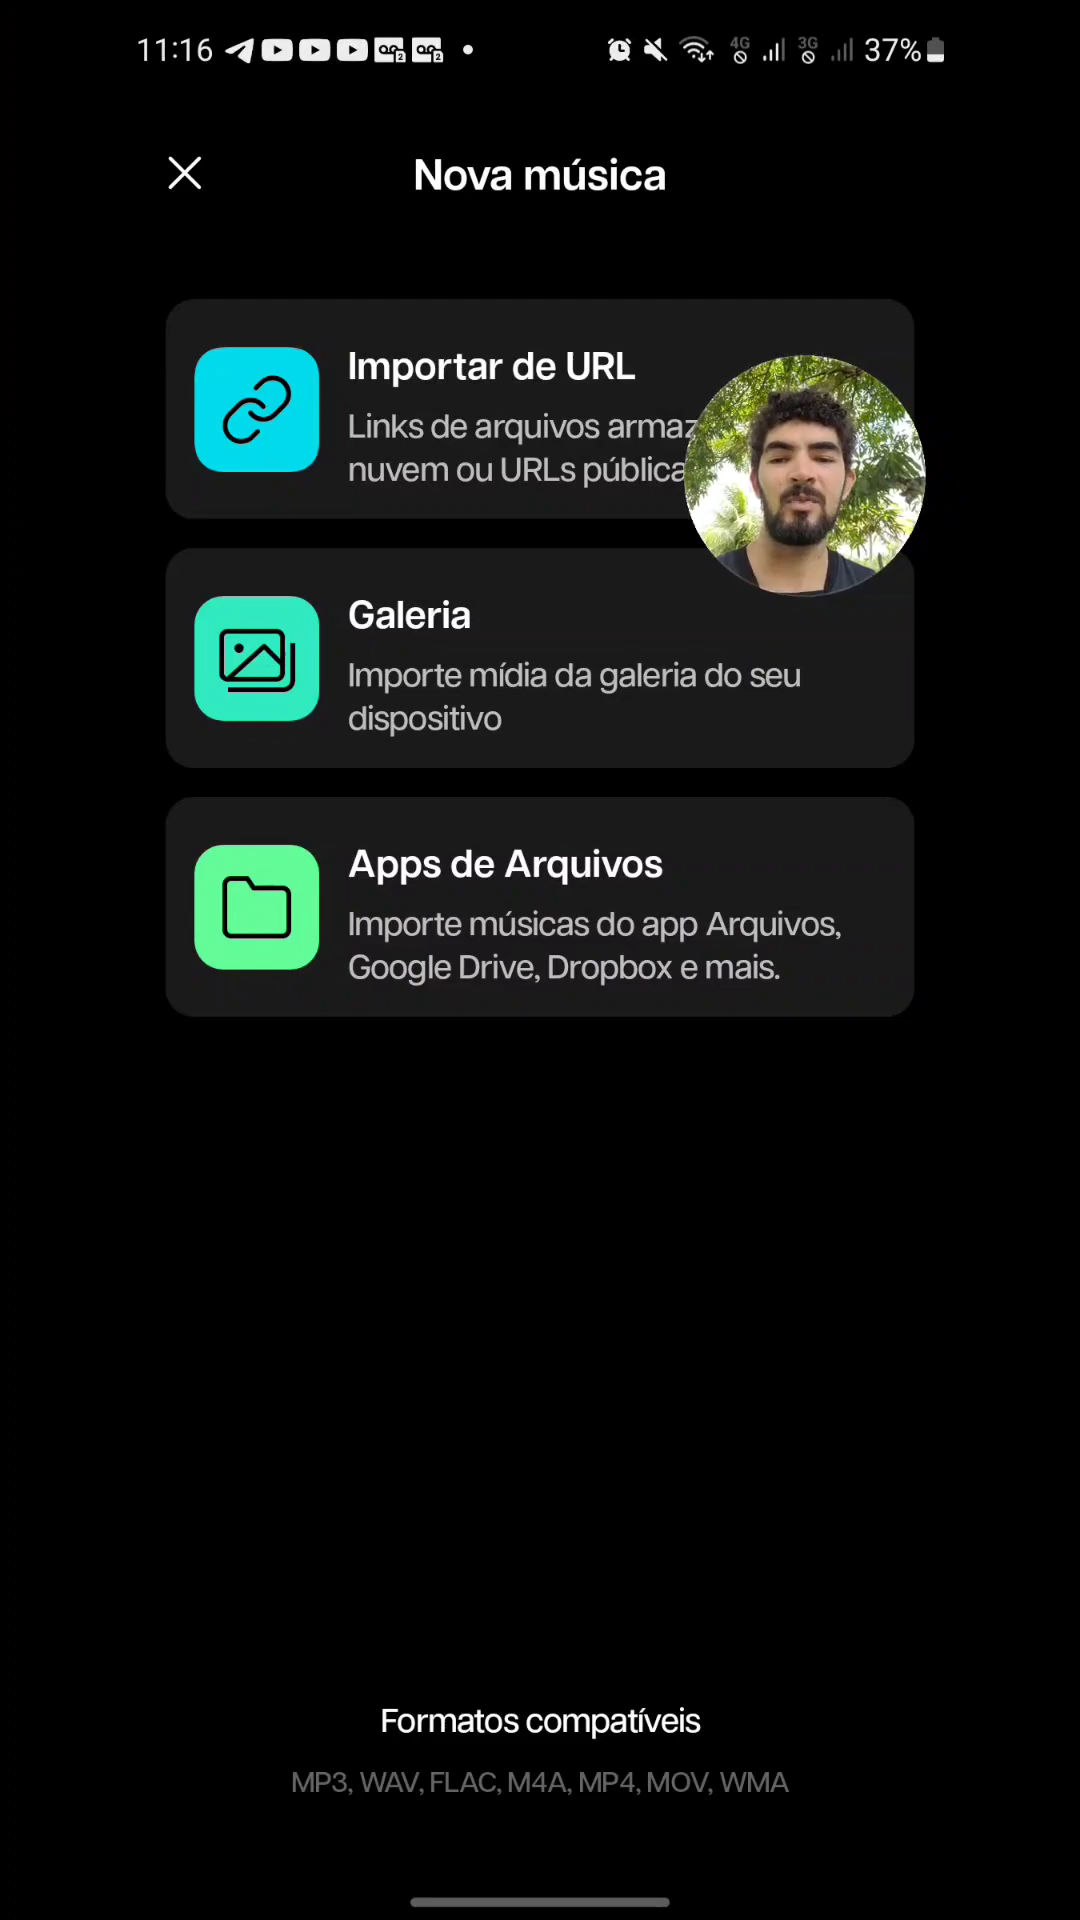 11:16
4G 3G 37%
Nova música
Importar de URL
Links de arquivos
nuvem ou URLs
Galeria
Importe mídia da galeria do seu
dispositivo
Apps de Arquivos
Importe músicas do app Arquivos,
Google Drive, Dropbox e mais.
Formatos compatíveis
MP3, WAV, FLAC, M4A, MP4, MOV, WMA